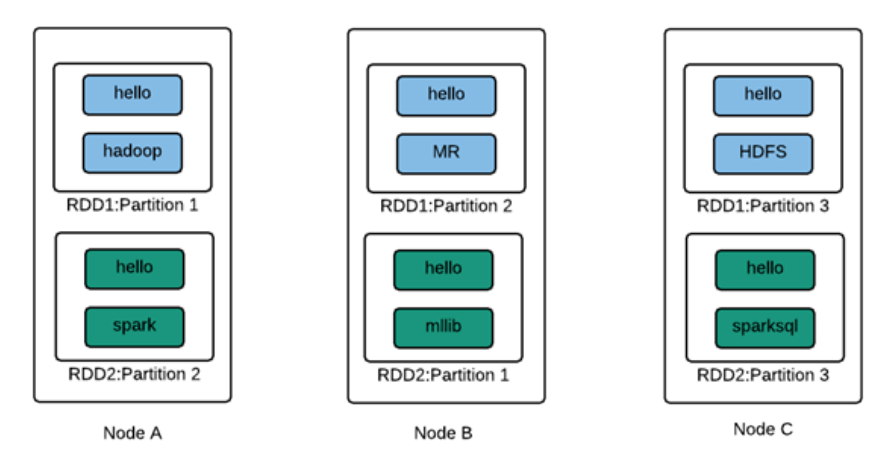 hello
hadoop
RDD1:Partition 1
hello
spark
RDD2:Partition 2
Node A
hello
MR
RDD1:Partition 2
hello
mllib
RDD2:Partition 1
Node B
hello
HDFS
RDD1:Partition 3
hello
sparksql
RDD2:Partition 3
Node C